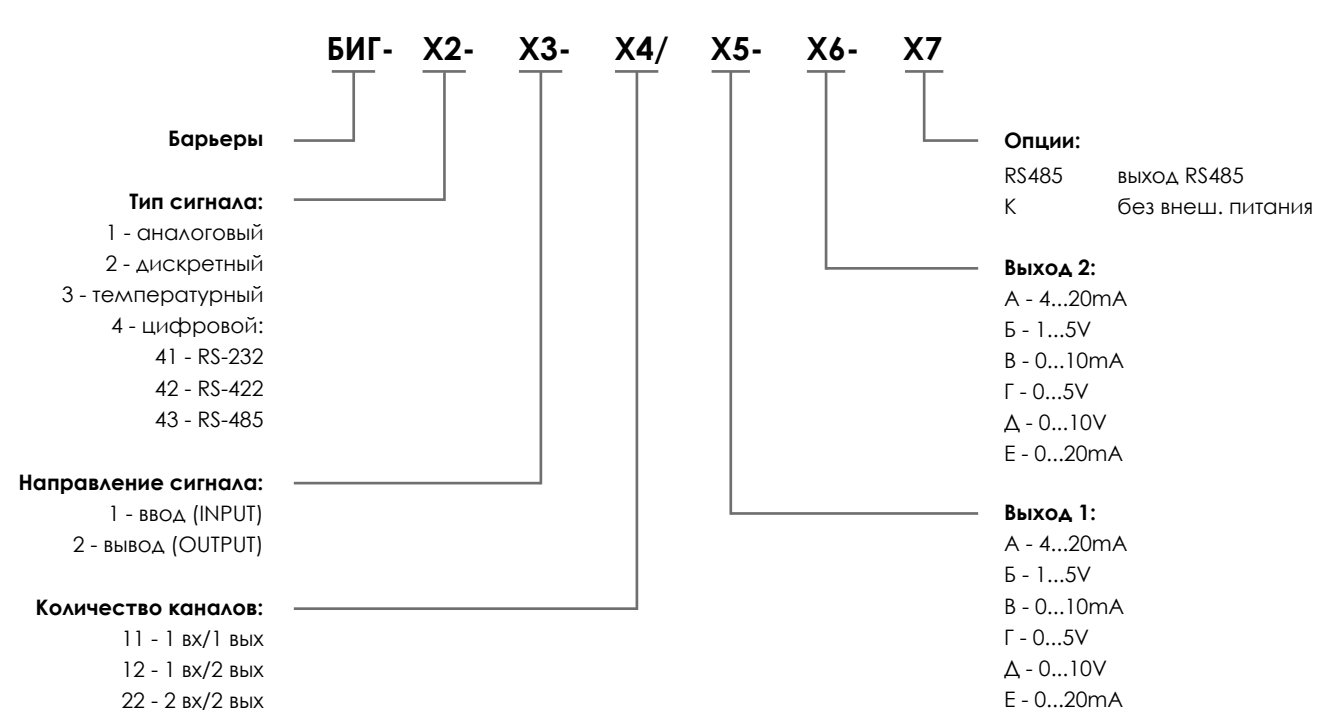 БИГ- X2- X3- X4/ X5- X6- X7
Барьеры
Тип сигнала:
1 - аналоговый
2 - дискретный
3 - температурный
4 - цифровой:
41 - RS-232
42 - RS-422
43 - RS-485
Направление сигнала:
1 - ввод (INPUT)
2 - вывод (OUTPUT)
Количество каналов:
11 - 1 вх/1 вых
12 - 1 вх/2 вых
22 - 2 вх/2 вых
Опции:
RS485 выход RS485
К без внеш. питания
Выход 2:
А - 4...20mA
Б - 1...5V
В - 0...10mA
Г - 0...5V
Д - 0...10V
Е - 0...20mA
Выход 1:
А - 4...20mA
Б - 1...5V
В - 0...10mA
Г - 0...5V
Д - 0...10V
Е - 0...20mA